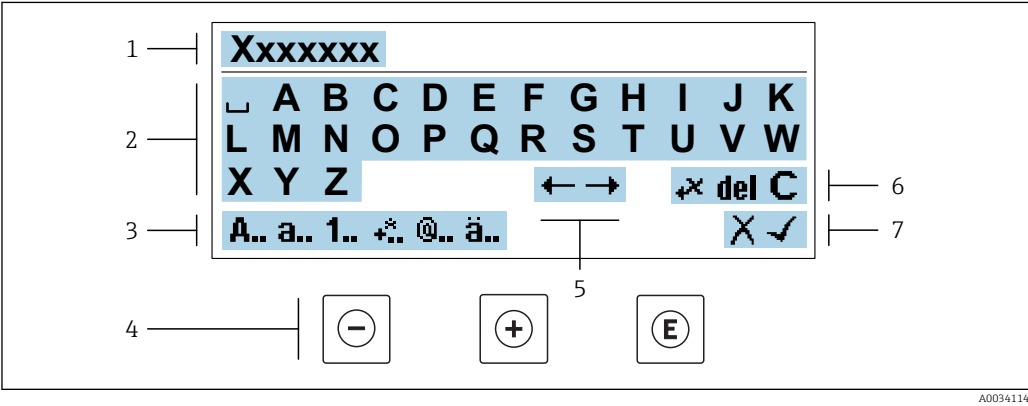 1 Xxxxxxx
2 ⎵ A B C D E F G H I J K
L M N O P Q R S T U V W
X Y Z ← → +× del C 6
3 A.. a.. 1.. +×.. @.. ä.. X ✓ 7
5
4 − + E
A0034114